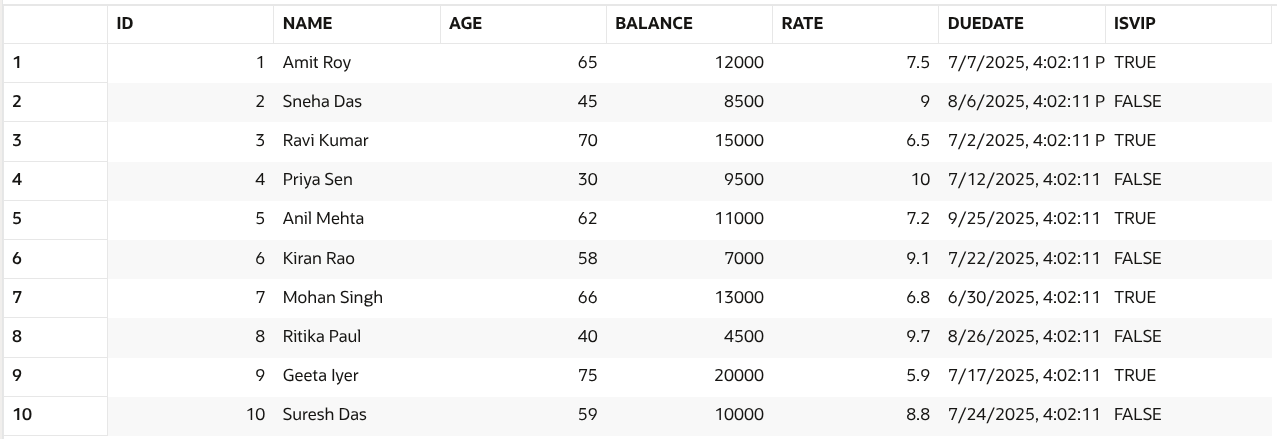 ID NAME AGE BALANCE RATE DUEDATE ISVIP
1 1 Amit Roy 65 12000 7.5 7/7/2025, 4:02:11 P TRUE
2 2 Sneha Das 45 8500 9 8/6/2025, 4:02:11 P FALSE
3 3 Ravi Kumar 70 15000 6.5 7/2/2025, 4:02:11 P TRUE
4 4 Priya Sen 30 9500 10 7/12/2025, 4:02:11 FALSE
5 5 Anil Mehta 62 11000 7.2 9/25/2025, 4:02:11 TRUE
6 6 Kiran Rao 58 7000 9.1 7/22/2025, 4:02:11 FALSE
7 7 Mohan Singh 66 13000 6.8 6/30/2025, 4:02:11 TRUE
8 8 Ritika Paul 40 4500 9.7 8/26/2025, 4:02:11 FALSE
9 9 Geeta Iyer 75 20000 5.9 7/17/2025, 4:02:11 TRUE
10 10 Suresh Das 59 10000 8.8 7/24/2025, 4:02:11 FALSE